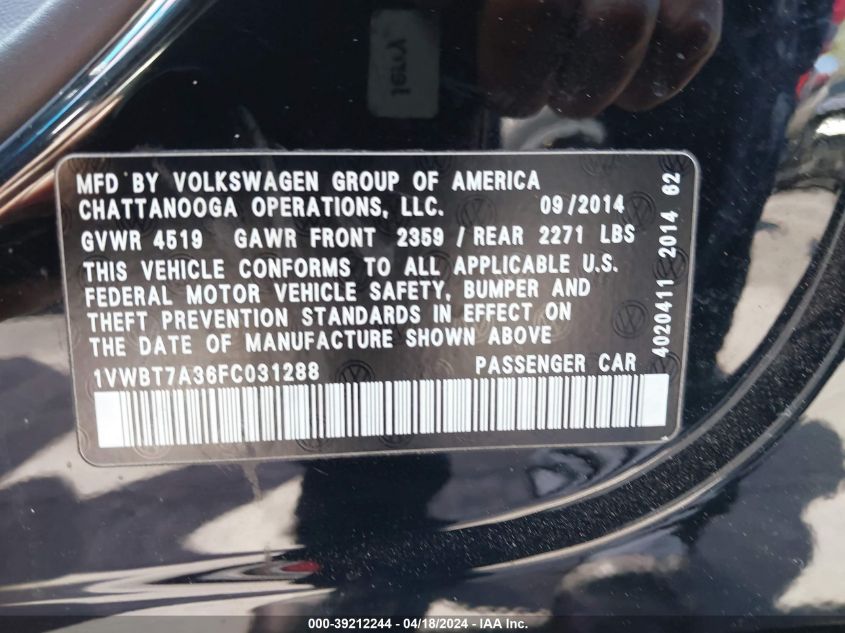 MFD BY VOLKSWAGEN GROUP OF AMERICA
CHATTANOOGA OPERATIONS, LLC. 09/2014
GVWR 4519 GAWR FRONT 2359 / REAR 2271 LBS
THIS VEHICLE CONFORMS TO ALL APPLICABLE U.S.
FEDERAL MOTOR VEHICLE SAFETY, BUMPER AND
THEFT PREVENTION STANDARDS IN EFFECT ON
THE DATE OF MANUFACTURE SHOWN ABOVE
1VWBT7A36FC031288 PASSENGER CAR
4020411 2014 62
000-39212244 - 04/18/2024 - IAA, Inc.